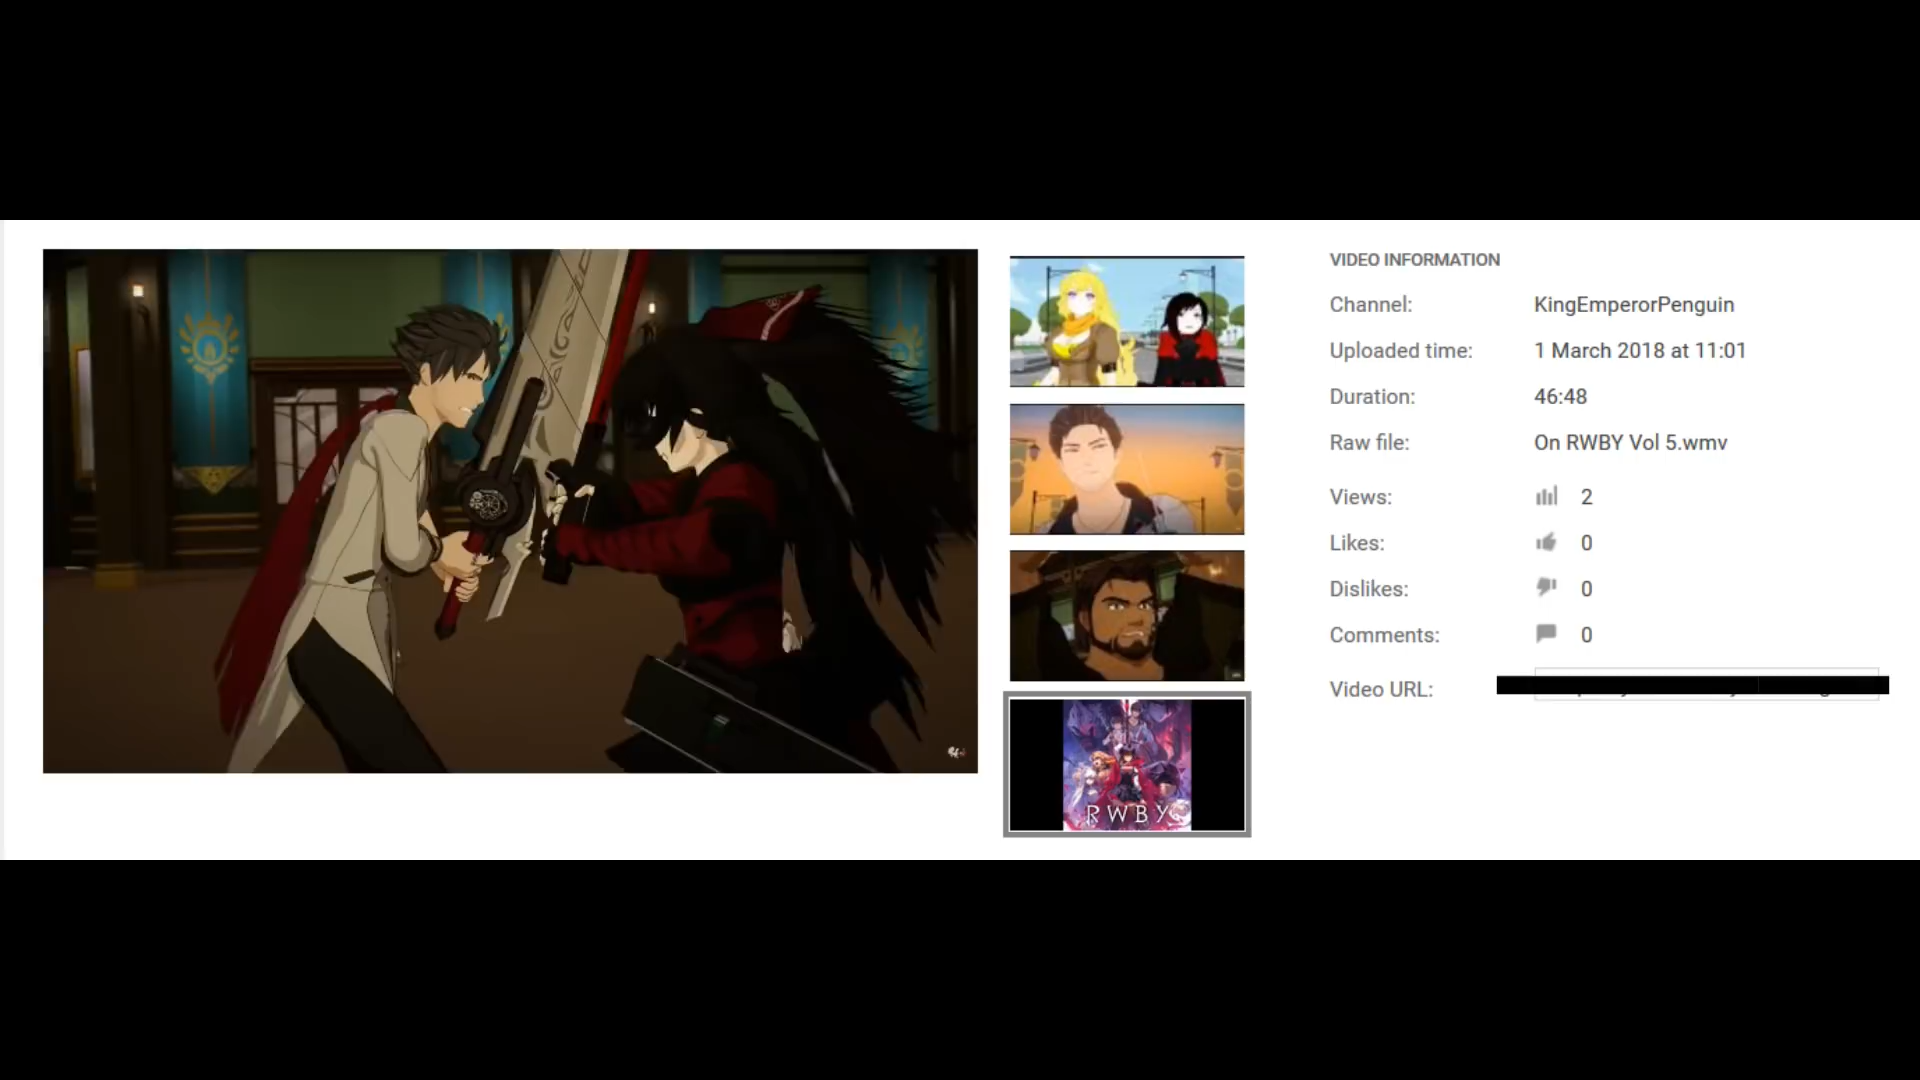 RWBY
VIDEO INFORMATION
Channel: KingEmperorPenguin
Uploaded time: 1 March 2018 at 11:01
Duration: 46:48
Raw file: On RWBY Vol 5.wmv
Views: 2
Likes: 0
Dislikes: 0
Comments: 0
Video URL: